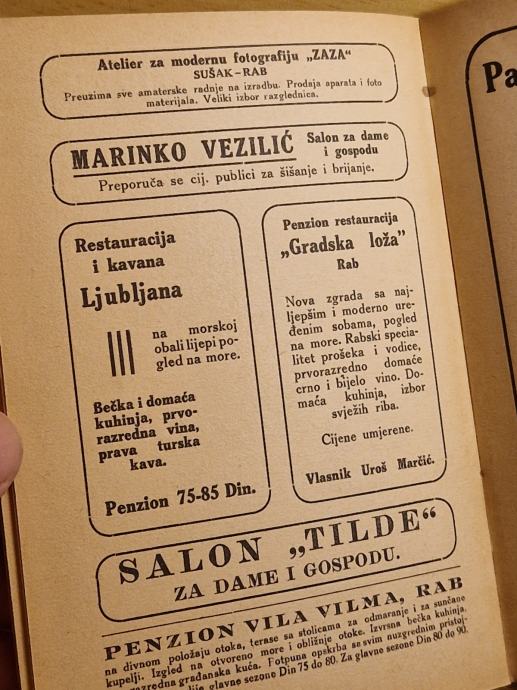 Atelier za modernu fotografiju „ZAZA"
SUŠAK-RAB
Preuzima sve amaterske radnje na izradbu. Prodaja aparata i foto
materijala. Veliki izbor razglednica.
MARINKO VEZILIĆ Salon za dame
i gospodu
Preporuča se cij. publici za šišanje i brijanje.
Restauracija
i kavana
Ljubljana
na morskoj
obali lijepi po-
gled na more.
Bečka i domaća
kuhinja, prvo-
razredna vina,
prava turska
kava.
Penzion 75-85 Din.
Penzion restauracija
„Gradska loža"
Rab
Nova zgrada sa naj-
ljepšim i moderno ure-
đenim sobama, pogled
na more. Rabski specia-
litet prošeka i vodice,
prvorazredno domaće
crno i bijelo vino. Do-
maća kuhinja, izbor
svježih riba.
Cijene umjerene.
Vlasnik Uroš Marčić.
SALON „TILDE"
ZA DAME I GOSPODU.
PENZION VILA VILMA, RAB
na divnom položaju otoka, terase sa stolicama za odmaranje i za sunčane
kupelji. Izgled na otvoreno more i obližnje otoke. Izvrsna bečka kuhinja.
razredna građanska kuća. Fotpuna opskrba se svim nuzgrednim pristoj-
glavne sezone Din 75 do 80. Za glavne sezone Din 80 do 90.
Pa